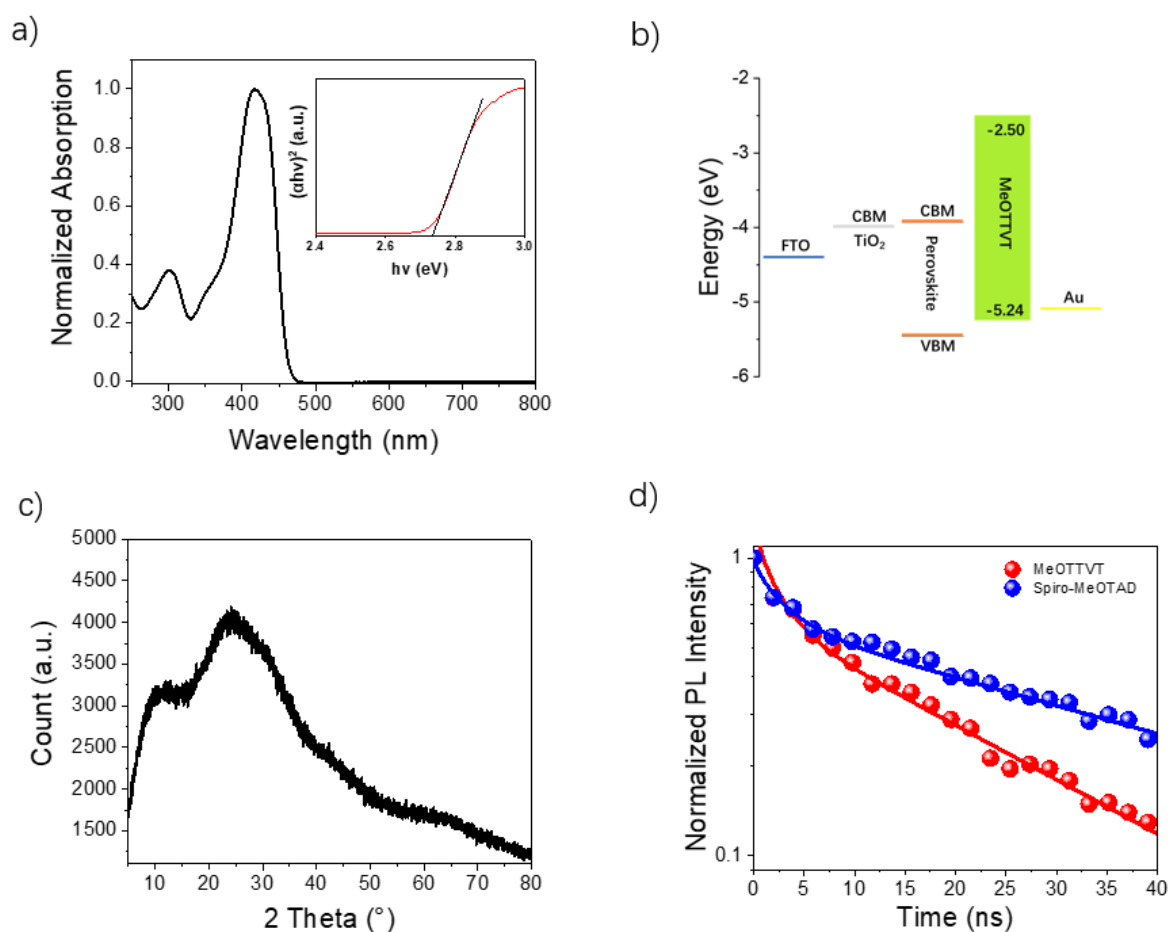 a)
Normalized Absorption
1.0
0.8
0.6
0.4
0.2
0.0
300 400 500 600 700 800
Wavelength (nm)
(αhv)² (a.u.)
2.4 2.6 2.8 3.0
hv (eV)
b)
Energy (eV)
-2
-3
-4
-5
-6
FTO
CBM
TiO₂
CBM
Perovskite
VBM
-2.50
MeOTTVT
-5.24
Au
c)
Count (a.u.)
5000
4500
4000
3500
3000
2500
2000
1500
10 20 30 40 50 60 70 80
2 Theta (°)
d)
Normalized PL Intensity
1
0.1
MeOTTVT
Spiro-MeOTAD
0 5 10 15 20 25 30 35 40
Time (ns)